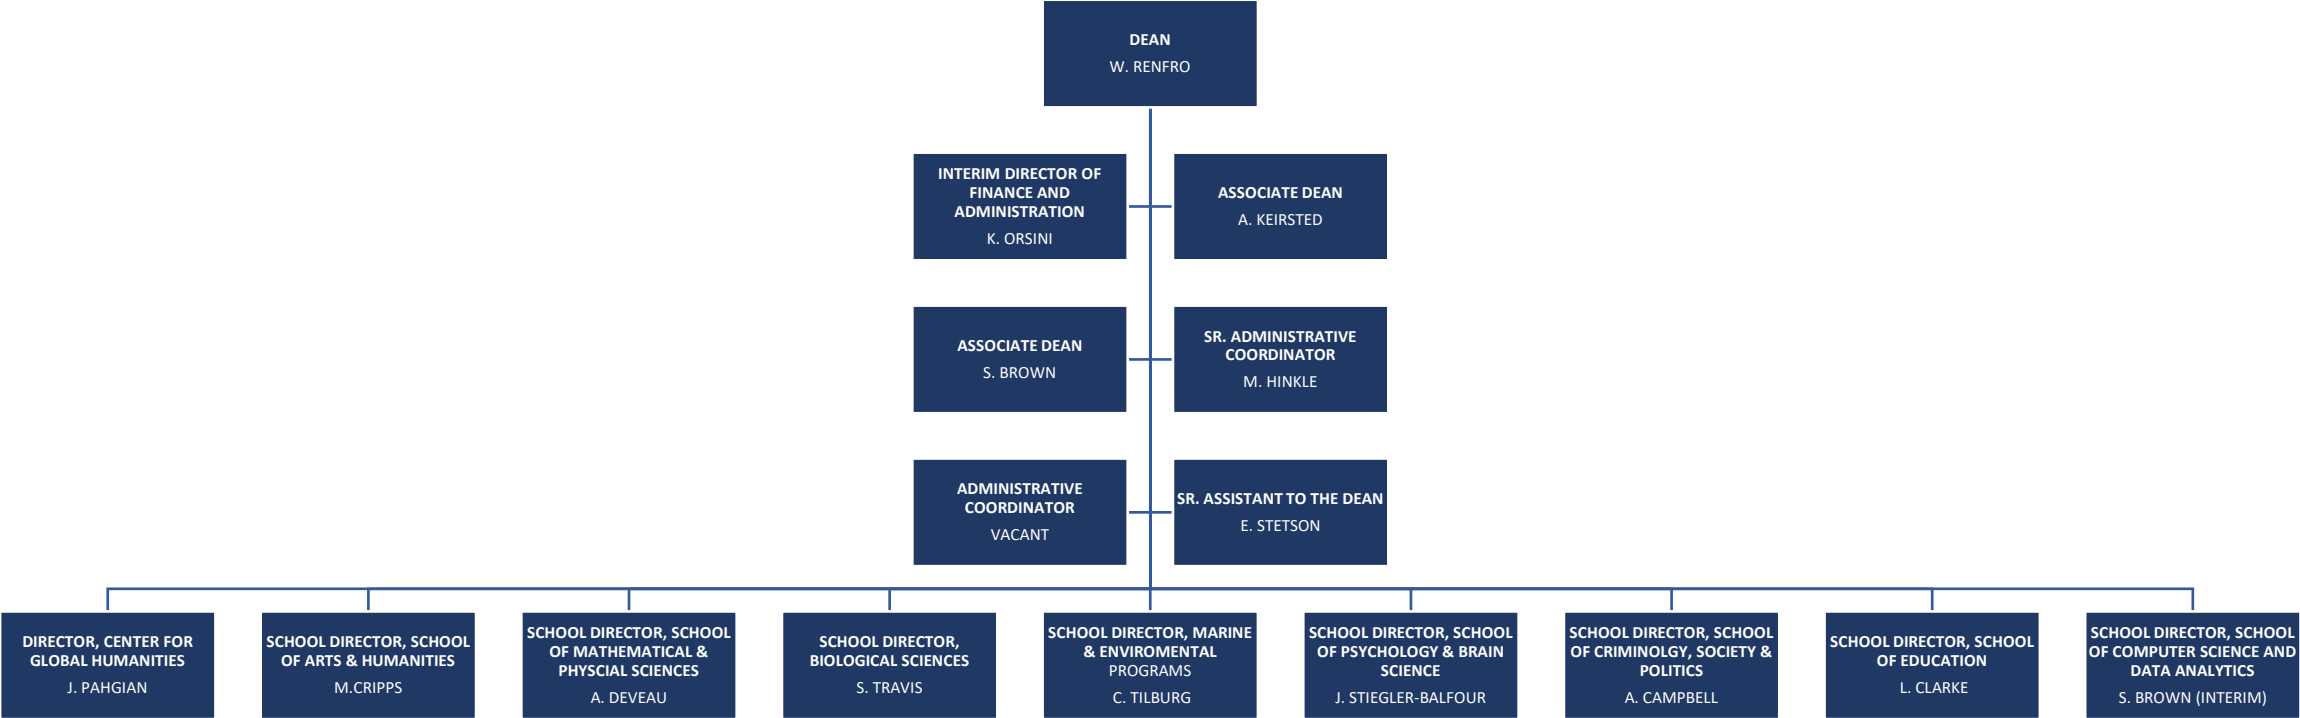 DEAN
W. RENFRO
INTERIM DIRECTOR OF
FINANCE AND
ADMINISTRATION
K. ORSINI
ASSOCIATE DEAN
A. KEIRSTED
ASSOCIATE DEAN
S. BROWN
SR. ADMINISTRATIVE
COORDINATOR
M. HINKLE
ADMINISTRATIVE
COORDINATOR
VACANT
SR. ASSISTANT TO THE DEAN
E. STETSON
DIRECTOR, CENTER FOR
GLOBAL HUMANITIES
J. PAHGIAN
SCHOOL DIRECTOR, SCHOOL
OF ARTS & HUMANITIES
M.CRIPPS
SCHOOL DIRECTOR, SCHOOL
OF MATHEMATICAL &
PHYSCIAL SCIENCES
A. DEVEAU
SCHOOL DIRECTOR,
BIOLOGICAL SCIENCES
S. TRAVIS
SCHOOL DIRECTOR, MARINE
& ENVIROMENTAL
PROGRAMS
C. TILBURG
SCHOOL DIRECTOR, SCHOOL
OF PSYCHOLOGY & BRAIN
SCIENCE
J. STIEGLER-BALFOUR
SCHOOL DIRECTOR, SCHOOL
OF CRIMINOLGY, SOCIETY &
POLITICS
A. CAMPBELL
SCHOOL DIRECTOR, SCHOOL
OF EDUCATION
L. CLARKE
SCHOOL DIRECTOR, SCHOOL
OF COMPUTER SCIENCE AND
DATA ANALYTICS
S. BROWN (INTERIM)